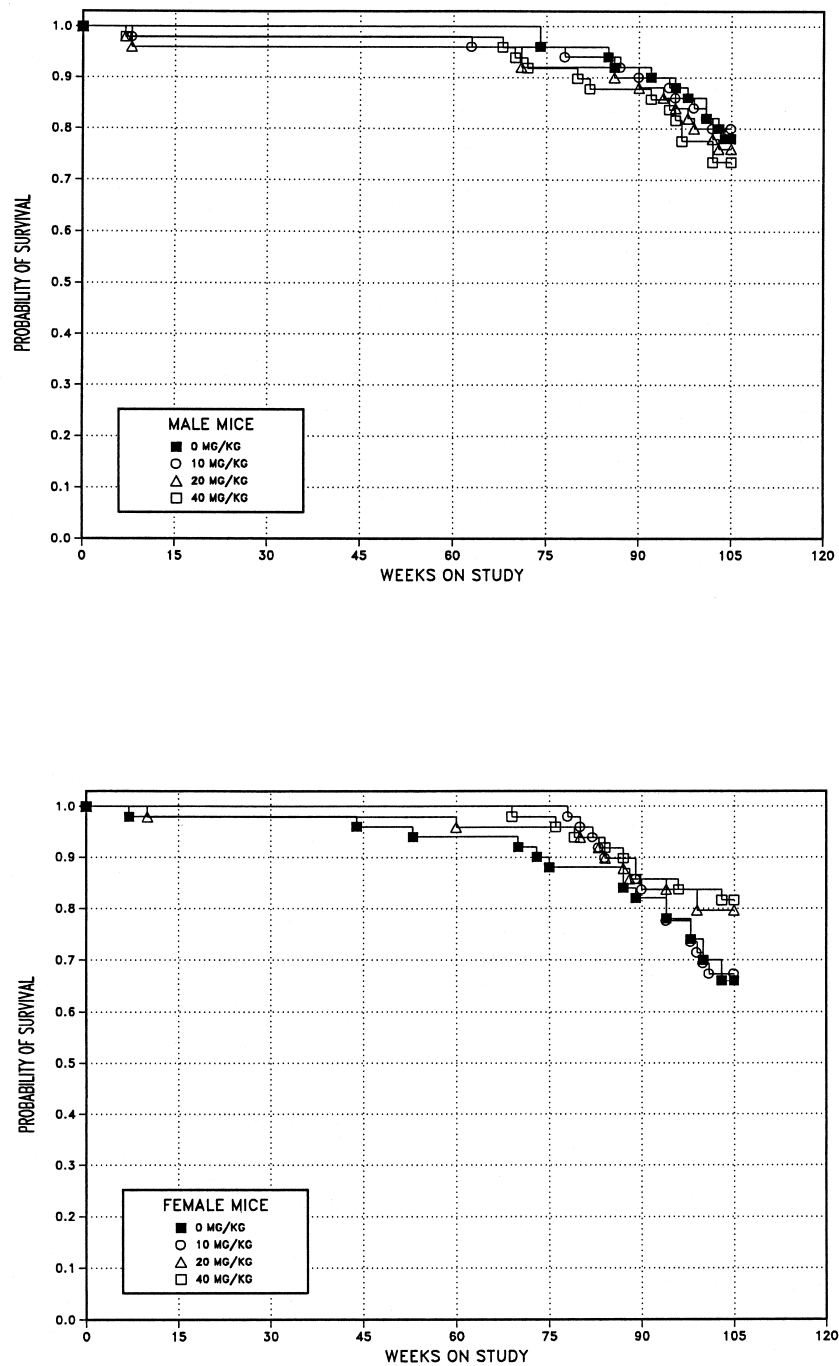 PROBABILITY OF SURVIVAL
1.0
0.9
0.8
0.7
0.6
0.5
0.4
0.3
0.2
0.1
0.0
MALE MICE
0 MG/KG
10 MG/KG
20 MG/KG
40 MG/KG
0 15 30 45 60 75 90 105 120
WEEKS ON STUDY
PROBABILITY OF SURVIVAL
1.0
0.9
0.8
0.7
0.6
0.5
0.4
0.3
0.2
0.1
0.0
FEMALE MICE
0 MG/KG
10 MG/KG
20 MG/KG
40 MG/KG
0 15 30 45 60 75 90 105 120
WEEKS ON STUDY